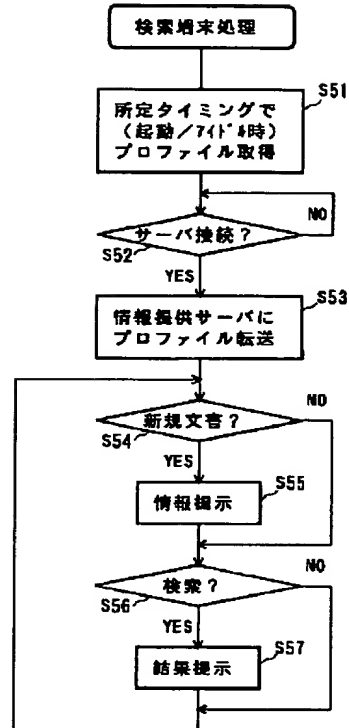 検索端末処理
S51
所定タイミングで
(起動/アイドル時)
プロファイル取得
NO
サーバ接続?
S52
YES
S53
情報提供サーバに
プロファイル転送
NO
新規文書?
S54
YES
S55
情報提示
NO
検索?
S56
YES
S57
結果提示